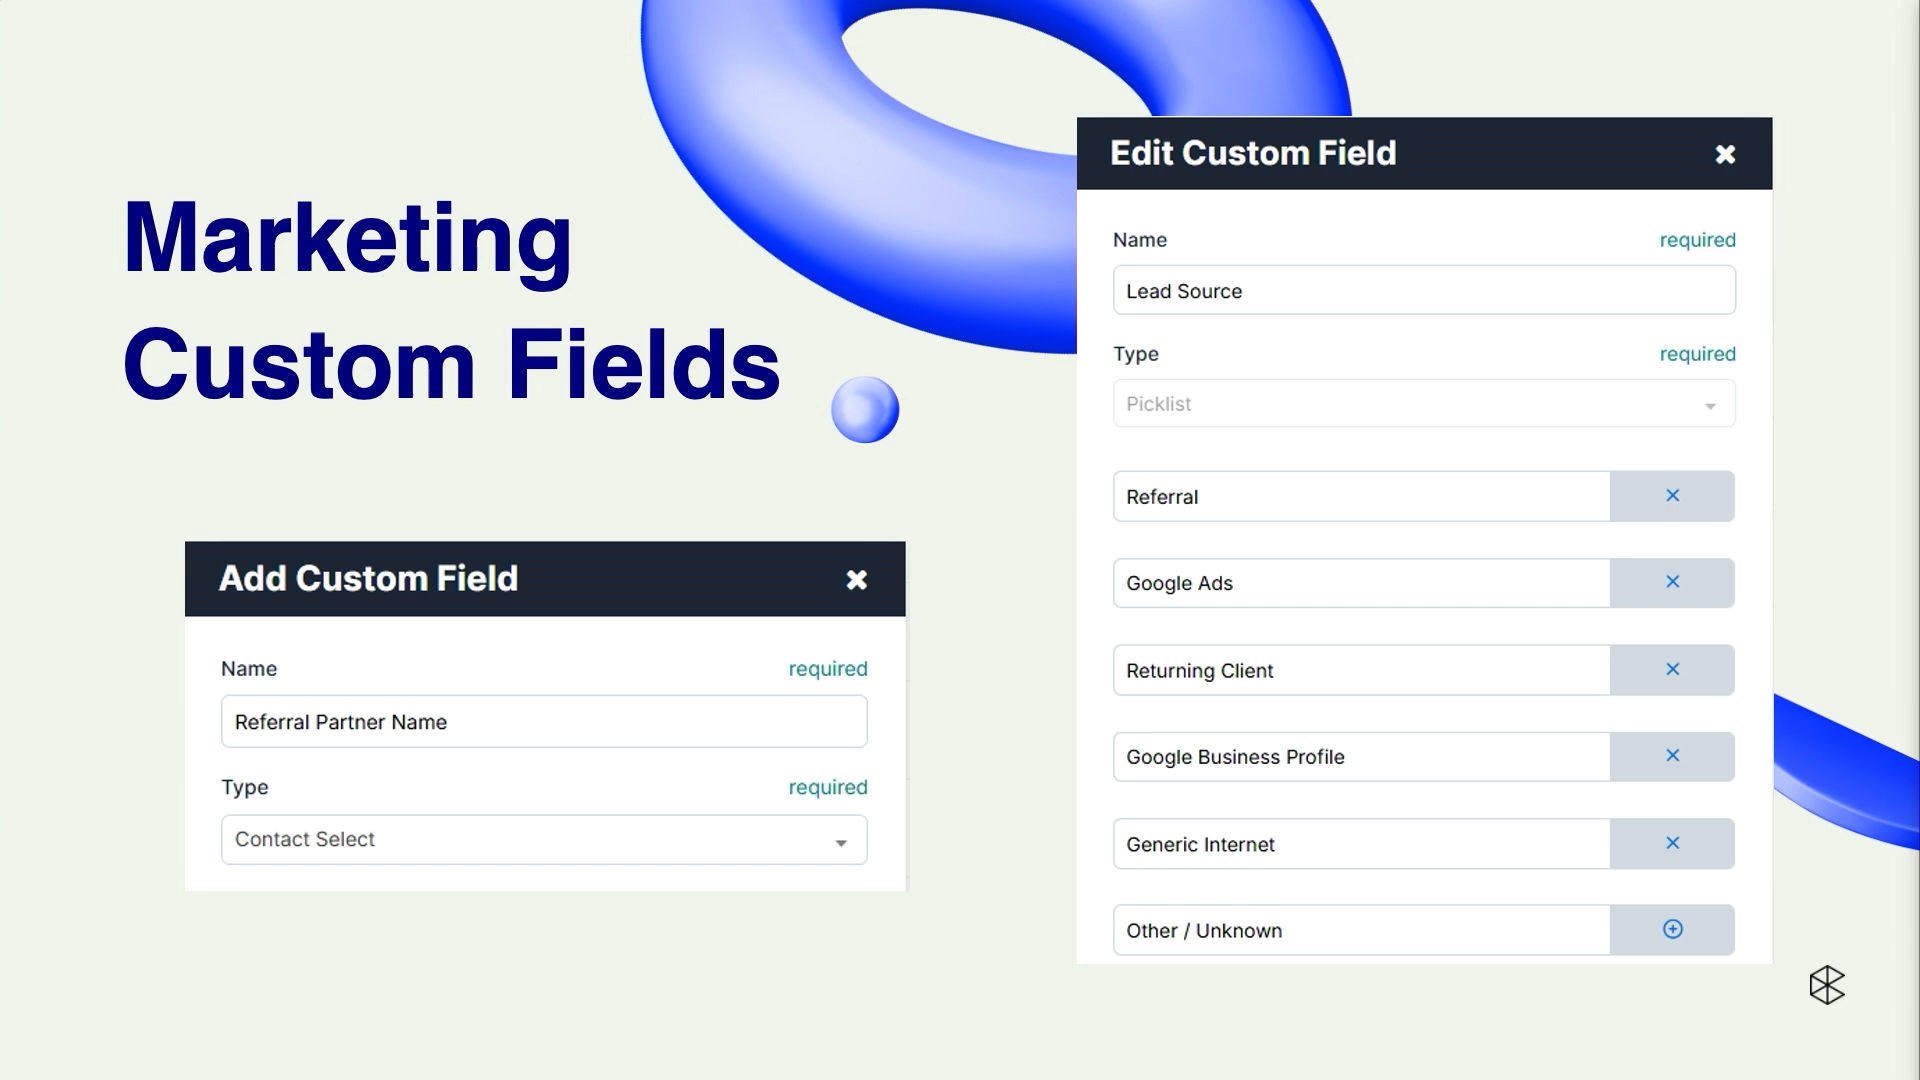 Marketing
Custom Fields
Add Custom Field
Name required
Referral Partner Name
Type required
Contact Select
Edit Custom Field
Name required
Lead Source
Type required
Picklist
Referral
Google Ads
Returning Client
Google Business Profile
Generic Internet
Other / Unknown